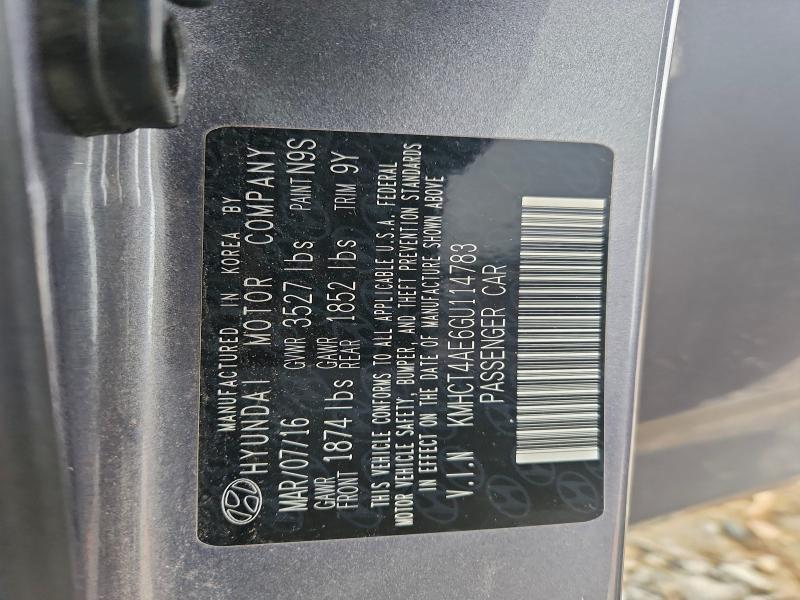 MANUFACTURED IN KOREA BY
HYUNDAI MOTOR COMPANY
MAR/07/16 GVWR 3527 lbs PAINT N9S
GAWR FRONT 1874 lbs GAWR REAR 1852 lbs TRIM 9Y
THIS VEHICLE CONFORMS TO ALL APPLICABLE U.S.A. FEDERAL
MOTOR VEHICLE SAFETY, BUMPER, AND THEFT PREVENTION STANDARDS
IN EFFECT ON THE DATE OF MANUFACTURE SHOWN ABOVE
V.I.N KMHCT4AE6GU114783
PASSENGER CAR